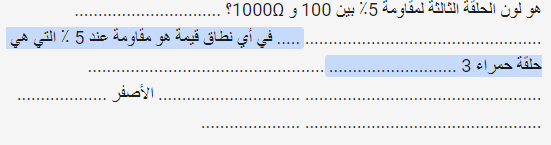 هو لون الحلقة الثالثة لمقاومة 5٪ بين 100 و 1000Ω؟ .............................
........................................................... ..... في أي نطاق قيمة هو مقاومة عند 5 ٪ التي هي
حلقة حمراء 3 .......................... ...............................................
........................................................... .......................... الأصفر ..................
........................................................... ....................